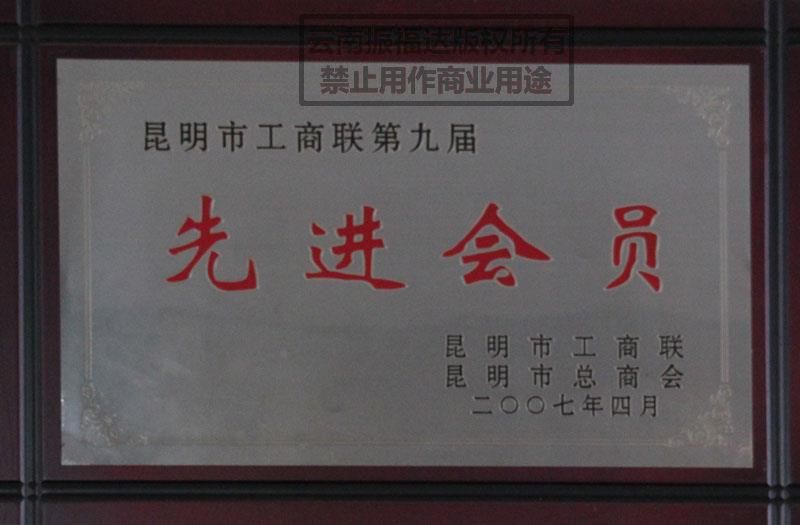 云南振福达版权所有
禁止用作商业用途
昆明市工商联第九届
先进会员
昆明市工商联
昆明市总商会
二〇〇七年四月